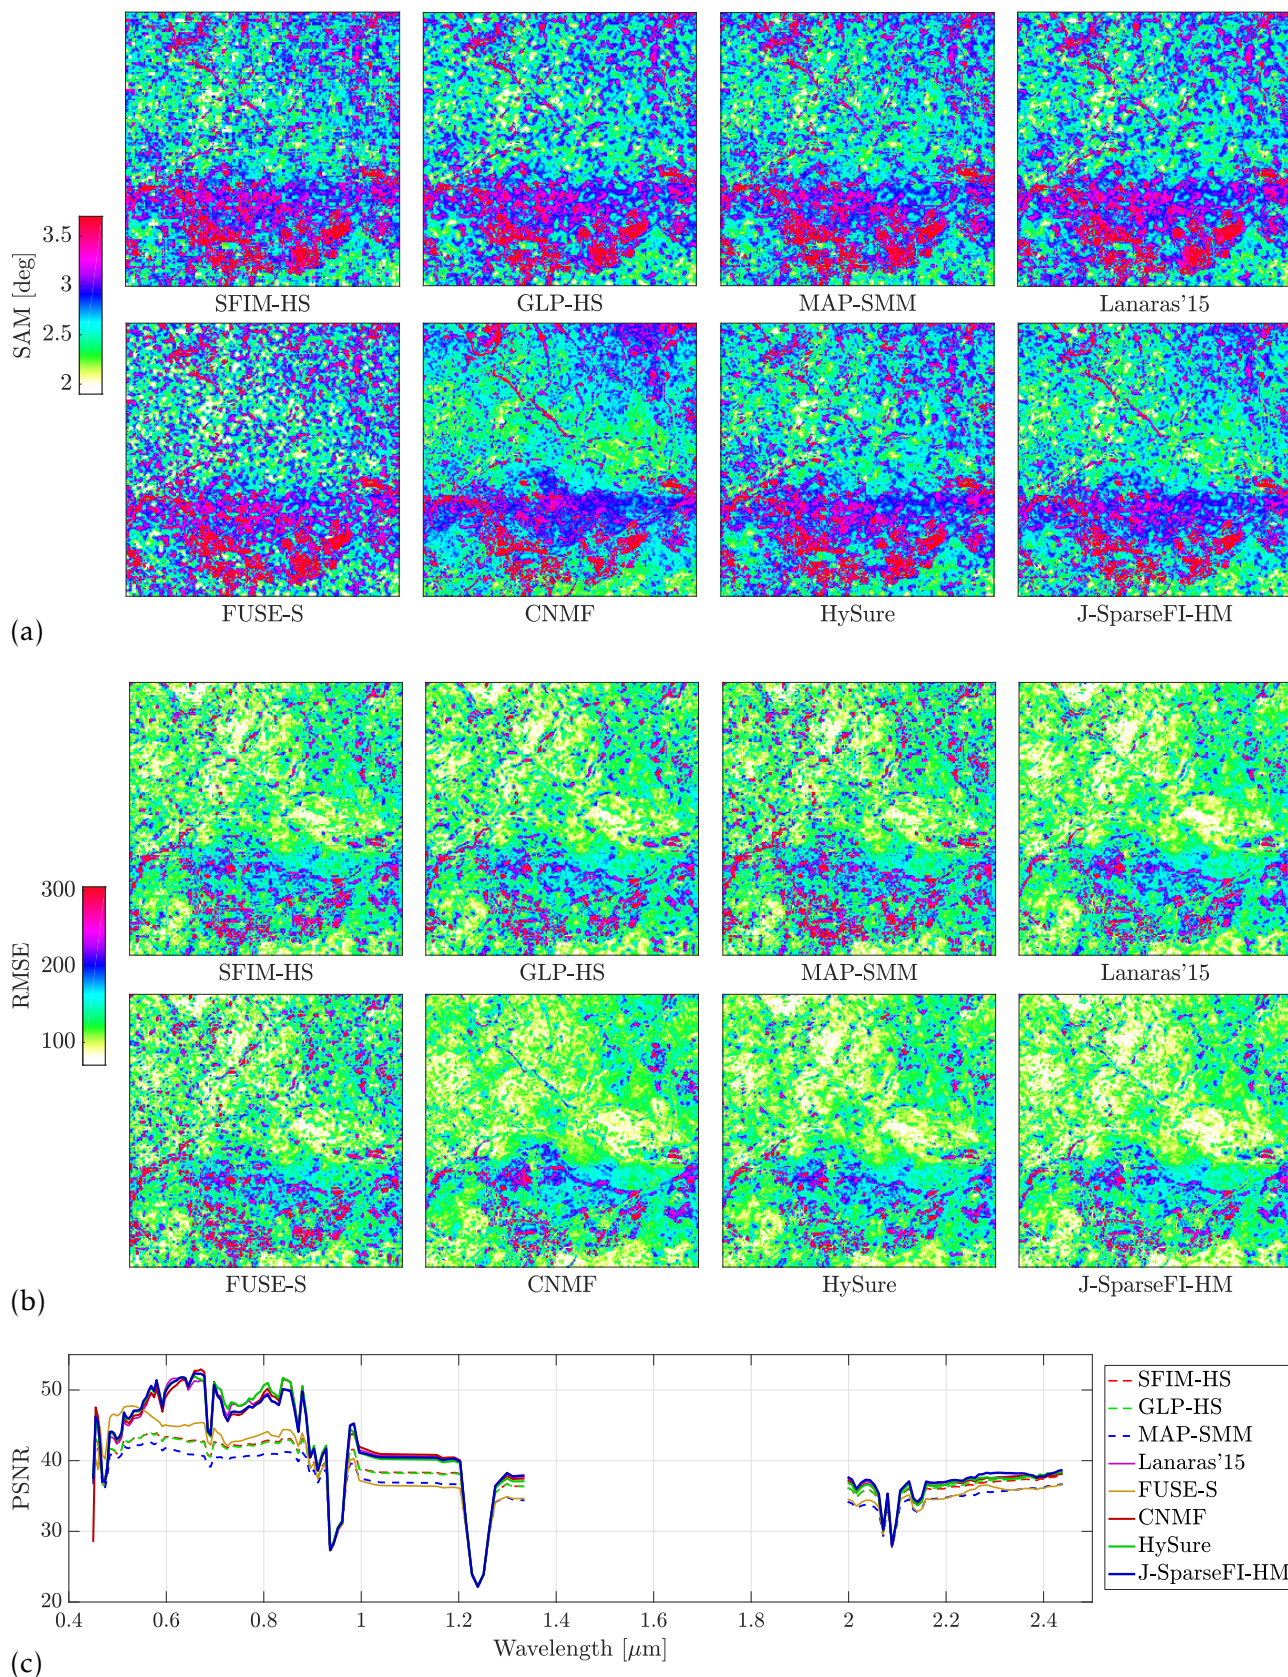 SFIM-HS GLP-HS MAP-SMM Lanaras'15
SAM [deg]
3.5
3
2.5
2
FUSE-S CNMF HySure J-SparseFI-HM
(a)
SFIM-HS GLP-HS MAP-SMM Lanaras'15
RMSE
300
200
100
FUSE-S CNMF HySure J-SparseFI-HM
(b)
PSNR
50
40
30
20
0.4 0.6 0.8 1 1.2 1.4 1.6 1.8 2 2.2 2.4
Wavelength [μm]
SFIM-HS
GLP-HS
MAP-SMM
Lanaras'15
FUSE-S
CNMF
HySure
J-SparseFI-HM
(c)